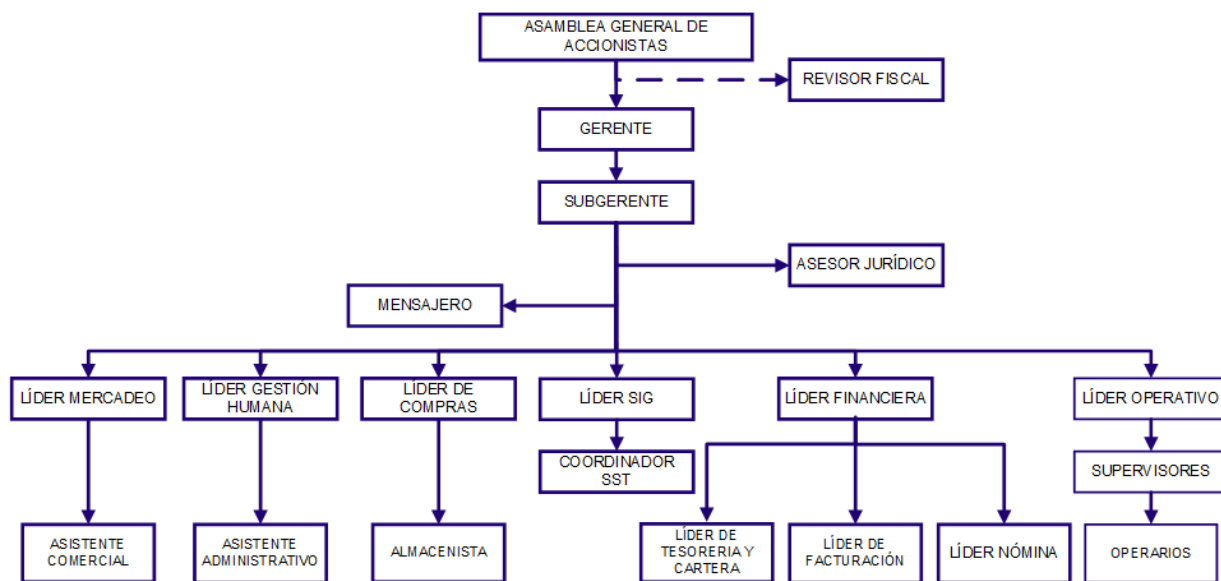 ASAMBLEA GENERAL DE
ACCIONISTAS
REVISOR FISCAL
GERENTE
SUBGERENTE
ASESOR JURÍDICO
MENSAJERO
LÍDER MERCADEO
LÍDER GESTIÓN
HUMANA
LÍDER DE
COMPRAS
LÍDER SIG
LÍDER FINANCIERA
LÍDER OPERATIVO
COORDINADOR
SST
SUPERVISORES
ASISTENTE
COMERCIAL
ASISTENTE
ADMINISTRATIVO
ALMACENISTA
LÍDER DE
TESORERIA Y
CARTERA
LÍDER DE
FACTURACIÓN
LÍDER NÓMINA
OPERARIOS